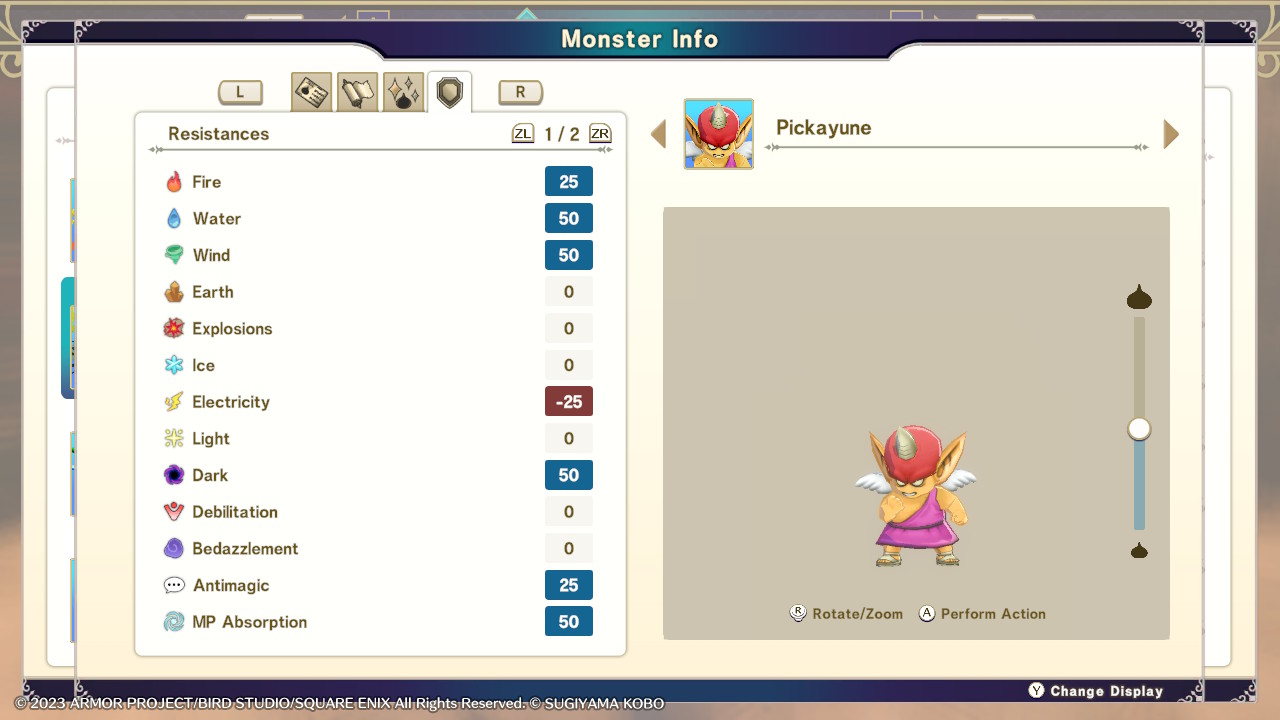 Monster Info
L
R
Resistances
ZL 1 / 2 ZR
Fire 25
Water 50
Wind 50
Earth 0
Explosions 0
Ice 0
Electricity -25
Light 0
Dark 50
Debilitation 0
Bedazzlement 0
Antimagic 25
MP Absorption 50
Pickayune
R Rotate/Zoom A Perform Action
Y Change Display
© 2023 ARMOR PROJECT/BIRD STUDIO/SQUARE ENIX All Rights Reserved. © SUGIYAMA KOBO